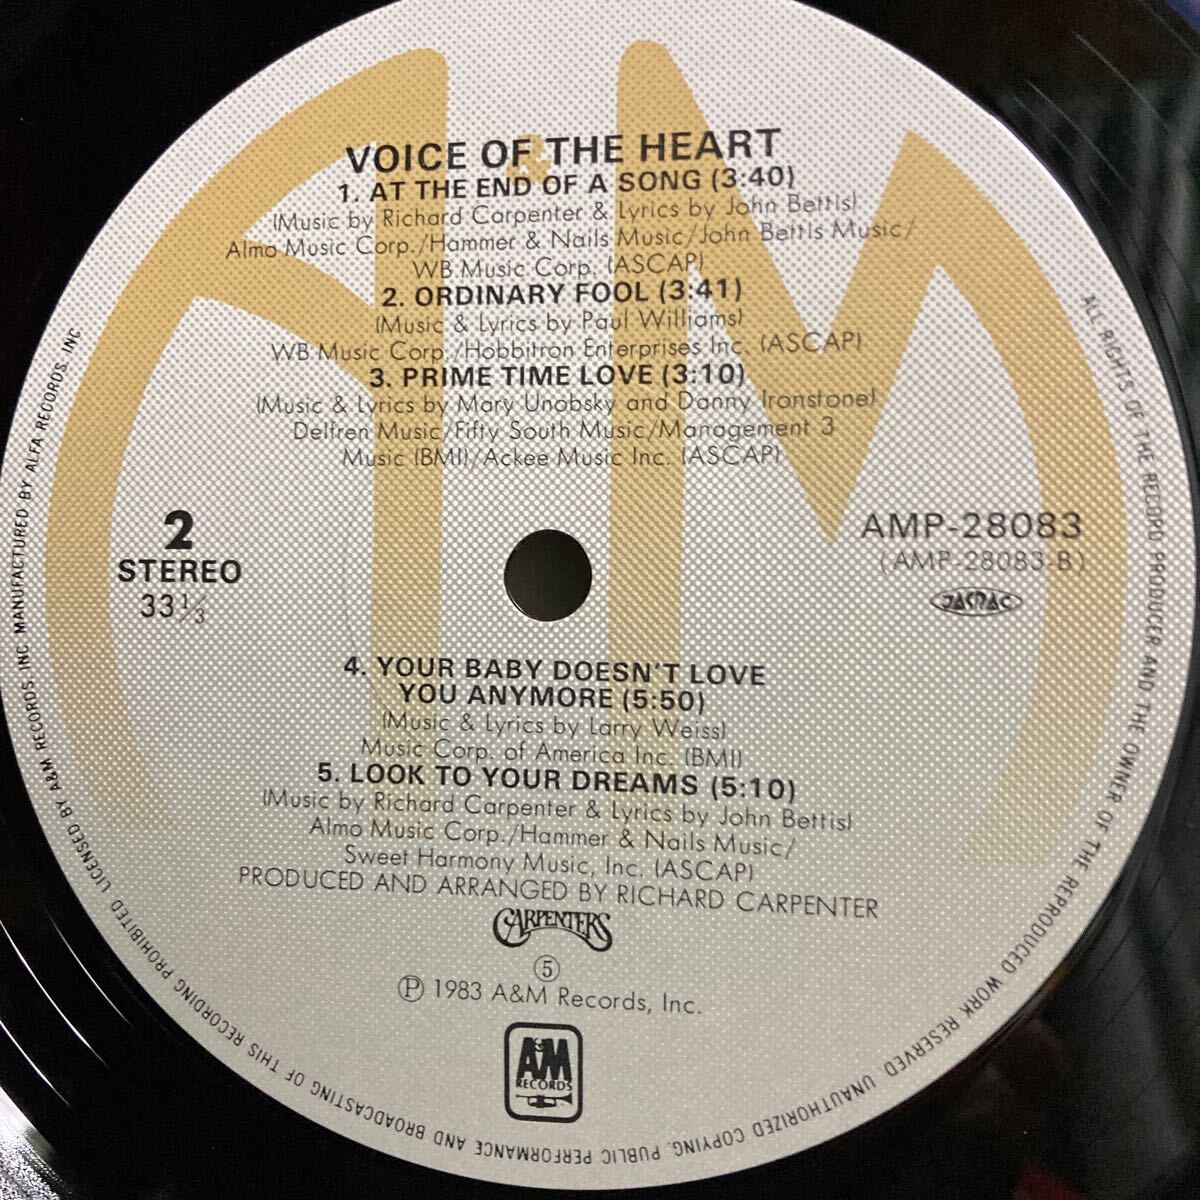 VOICE OF THE HEART
1. AT THE END OF A SONG (3:40)
(Music by Richard Carpenter & Lyrics by John Bettis)
Almo Music Corp./Hammer & Nails Music/John Bettis Music/
WB Music Corp. (ASCAP)
2. ORDINARY FOOL (3:41)
(Music & Lyrics by Paul Williams)
WB Music Corp./Hobbitron Enterprises Inc. (ASCAP)
3. PRIME TIME LOVE (3:10)
(Music & Lyrics by Mary Unobsky and Danny Ironstone)
Delfren Music/Fifty South Music/Management 3
Music (BMI)/Ackee Music Inc. (ASCAP)
2
STEREO
33 1/3
AMP-28083
(AMP-28083-B)
JASRAC
4. YOUR BABY DOESN'T LOVE
YOU ANYMORE (5:50)
(Music & Lyrics by Larry Weiss)
Music Corp. of America Inc. (BMI)
5. LOOK TO YOUR DREAMS (5:10)
(Music by Richard Carpenter & Lyrics by John Bettis)
Almo Music Corp./Hammer & Nails Music/
Sweet Harmony Music, Inc. (ASCAP)
PRODUCED AND ARRANGED BY RICHARD CARPENTER
CARPENTERS
⑤
Ⓟ 1983 A&M Records, Inc.
A&M
RECORDS
ALL RIGHTS OF THE RECORD PRODUCER AND THE OWNER OF THE REPRODUCED WORK RESERVED. UNAUTHORIZED COPYING. PUBLIC PERFORMANCE AND BROADCASTING OF THIS RECORDING PROHIBITED. LICENSED BY A&M RECORDS. INC MANUFACTURED BY ALFA RECORDS. INC